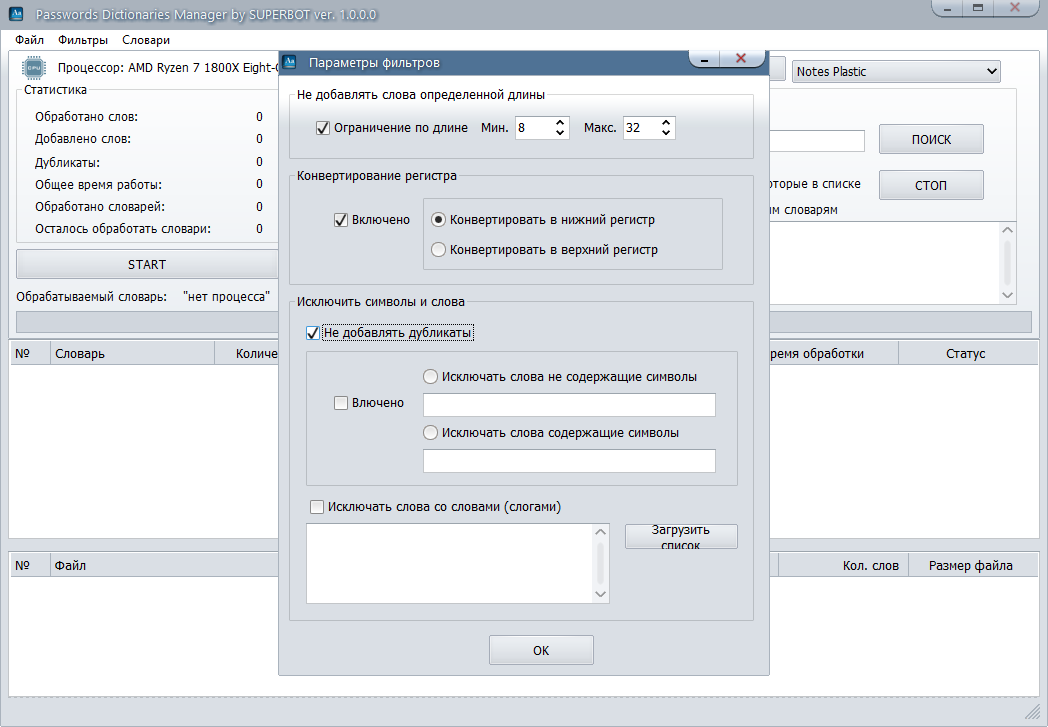 Passwords Dictionaries Manager by SUPERBOT ver. 1.0.0.0
Файл Фильтры Словари
Процессор: AMD Ryzen 7 1800X Eight-
Notes Plastic
Статистика
Обработано слов: 0
Добавлено слов: 0
Дубликаты: 0
Общее время работы: 0
Обработано словарей: 0
Осталось обработать словари: 0
START
Обрабатываемый словарь: "нет процесса"
ПОИСК
СТОП
№ Словарь
Статус
№ Файл
Кол. слов Размер файла
Параметры фильтров
Не добавлять слова определенной длины
Ограничение по длине Мин. 8 Макс. 32
Конвертирование регистра
Включено
Конвертировать в нижний регистр
Конвертировать в верхний регистр
Исключить символы и слова
Не добавлять дубликаты
Исключать слова не содержащие символы
Влючено
Исключать слова содержащие символы
Исключать слова со словами (слогами)
Загрузить
список
OK
которые в списке
словарям
обработки